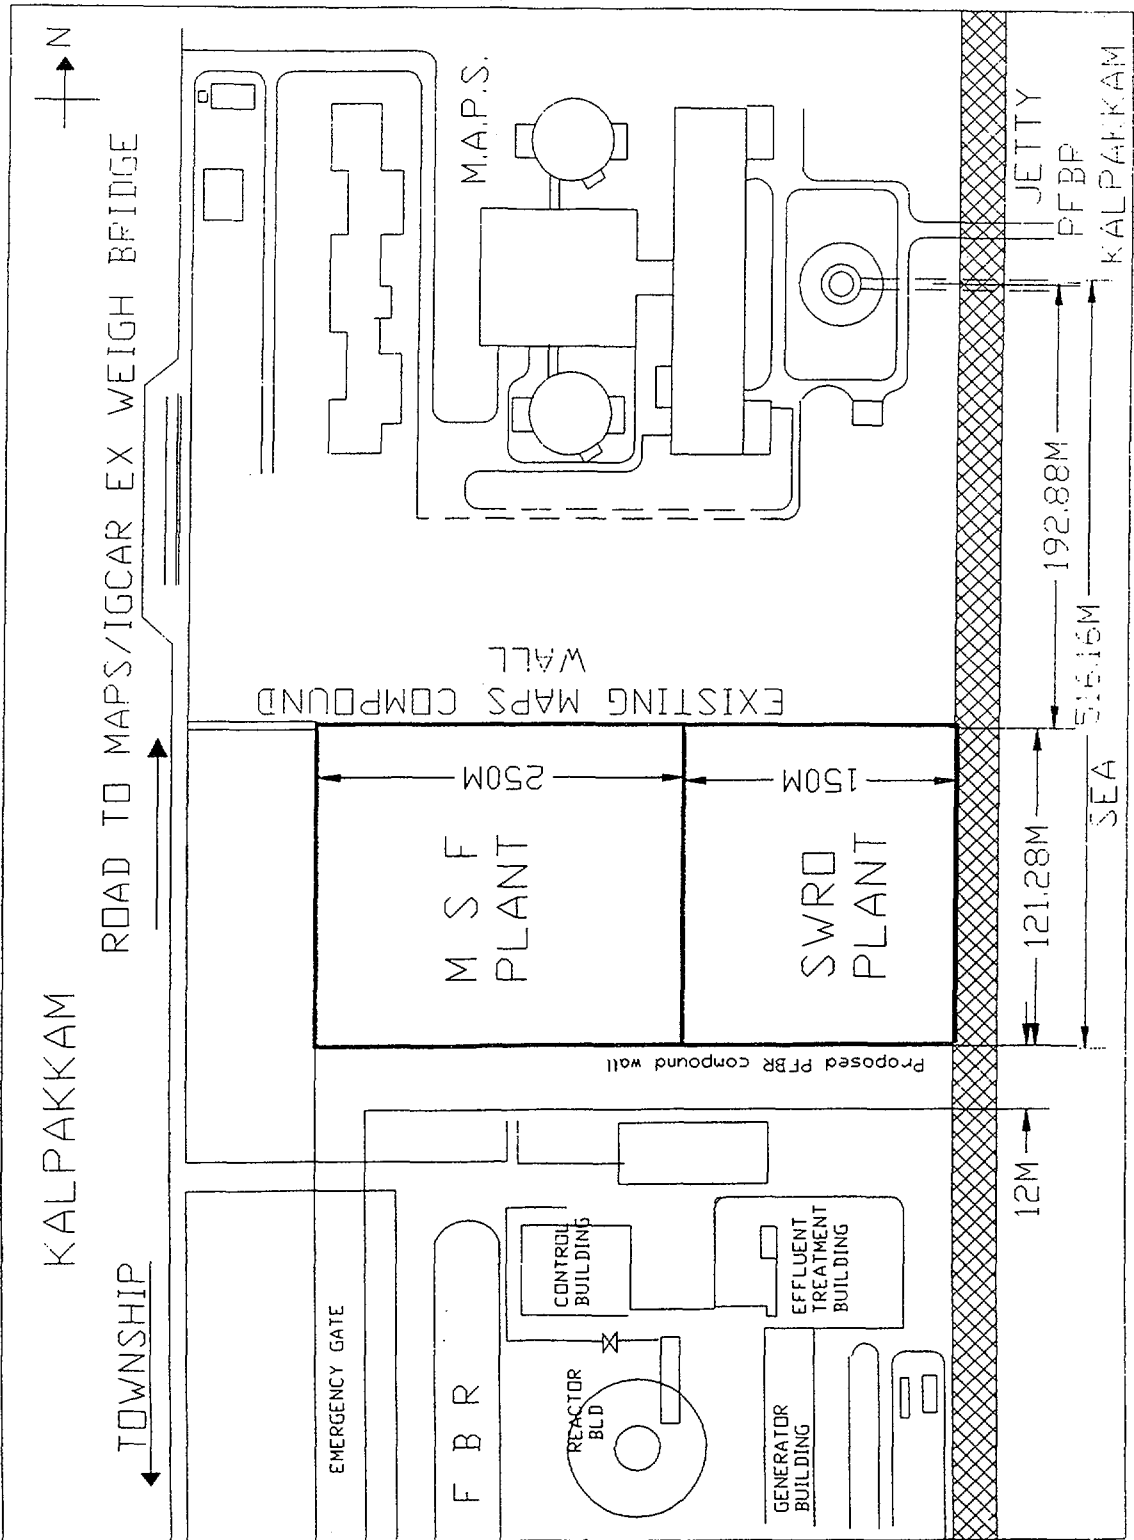 KALPAKKAM
TOWNSHIP
ROAD TO MAPS/IGCAR EX WEIGH BRIDGE
N
EMERGENCY GATE
F B R
CONTROL
BUILDING
REACTOR
BLD
EFFLUENT
TREATMENT
BUILDING
GENERATOR
BUILDING
Proposed PFBR compound wall
M S F
PLANT
250M
SWRO
PLANT
150M
EXISTING MAPS COMPOUND
WALL
M.A.P.S.
12M
121.28M
192.88M
516.16M
SEA
JETTY
PFBR
KALPAKKAM